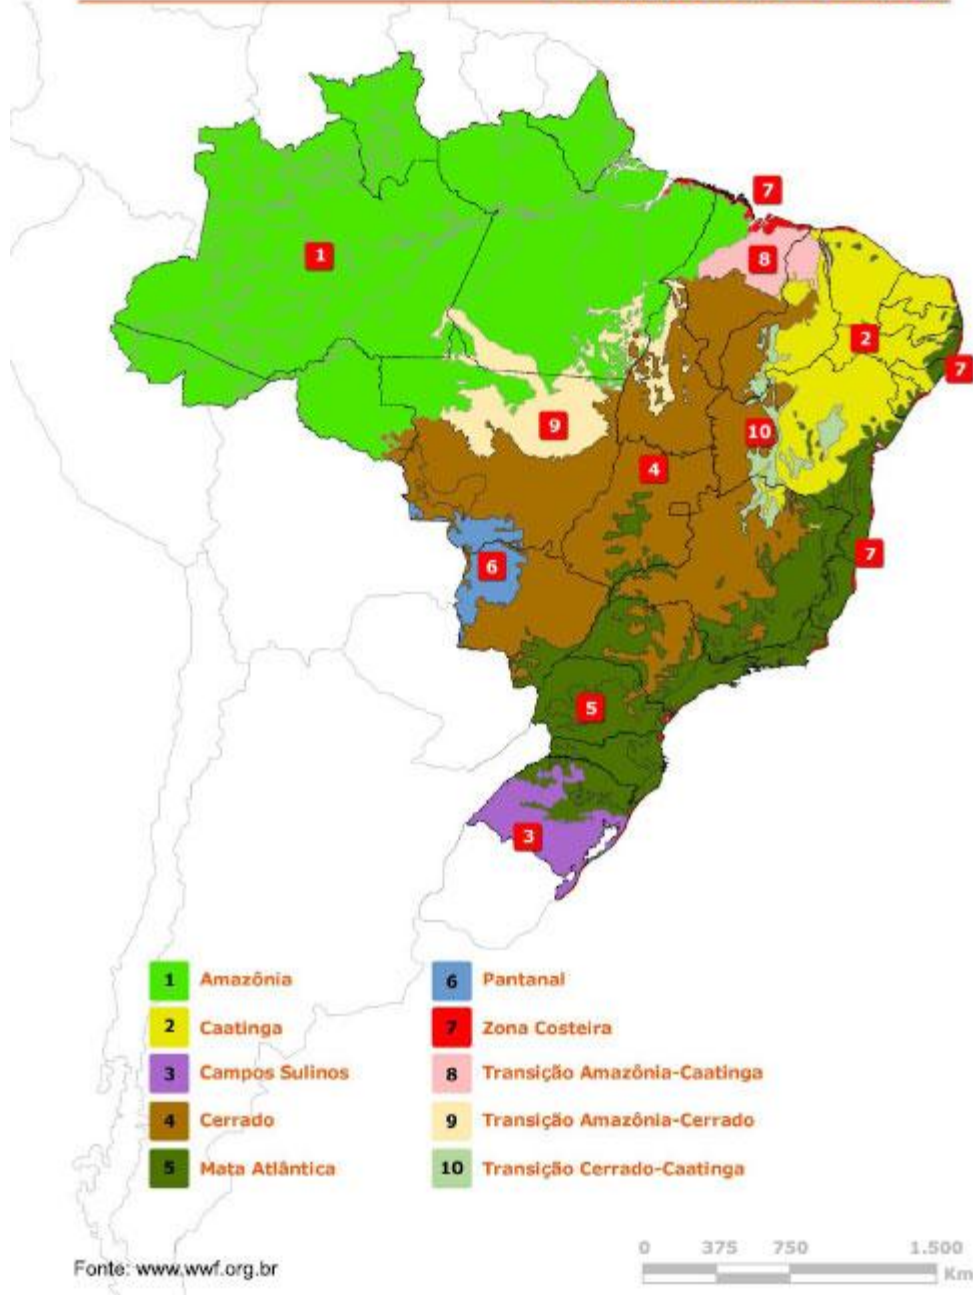 7
1
8
2
7
9
10
4
7
6
5
3
1 Amazônia
2 Caatinga
3 Campos Sulinos
4 Cerrado
5 Mata Atlântica
6 Pantanal
7 Zona Costeira
8 Transição Amazônia-Caatinga
9 Transição Amazônia-Cerrado
10 Transição Cerrado-Caatinga
0 375 750 1.500
Km
Fonte: www.wwf.org.br